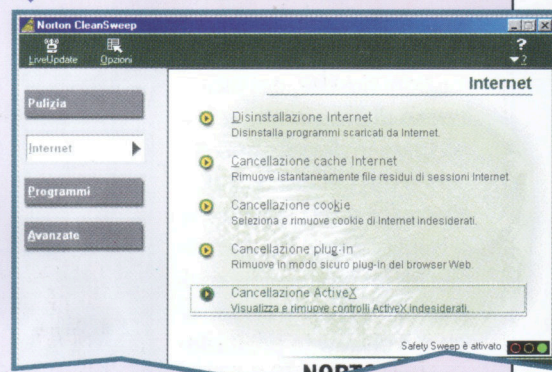 Norton CleanSweep
LiveUpdate Opzioni ? ?
Internet
Pulizia
Internet
Programmi
Avanzate
Disinstallazione Internet
Disinstalla programmi scaricati da Internet.
Cancellazione cache Internet
Rimuove istantaneamente file residui di sessioni Internet
Cancellazione cookie
Seleziona e rimuove cookie di Internet indesiderati.
Cancellazione plug-in
Rimuove in modo sicuro plug-in del browser Web.
Cancellazione ActiveX
Visualizza e rimuove controlli ActiveX indesiderati.
Safety Sweep è attivato